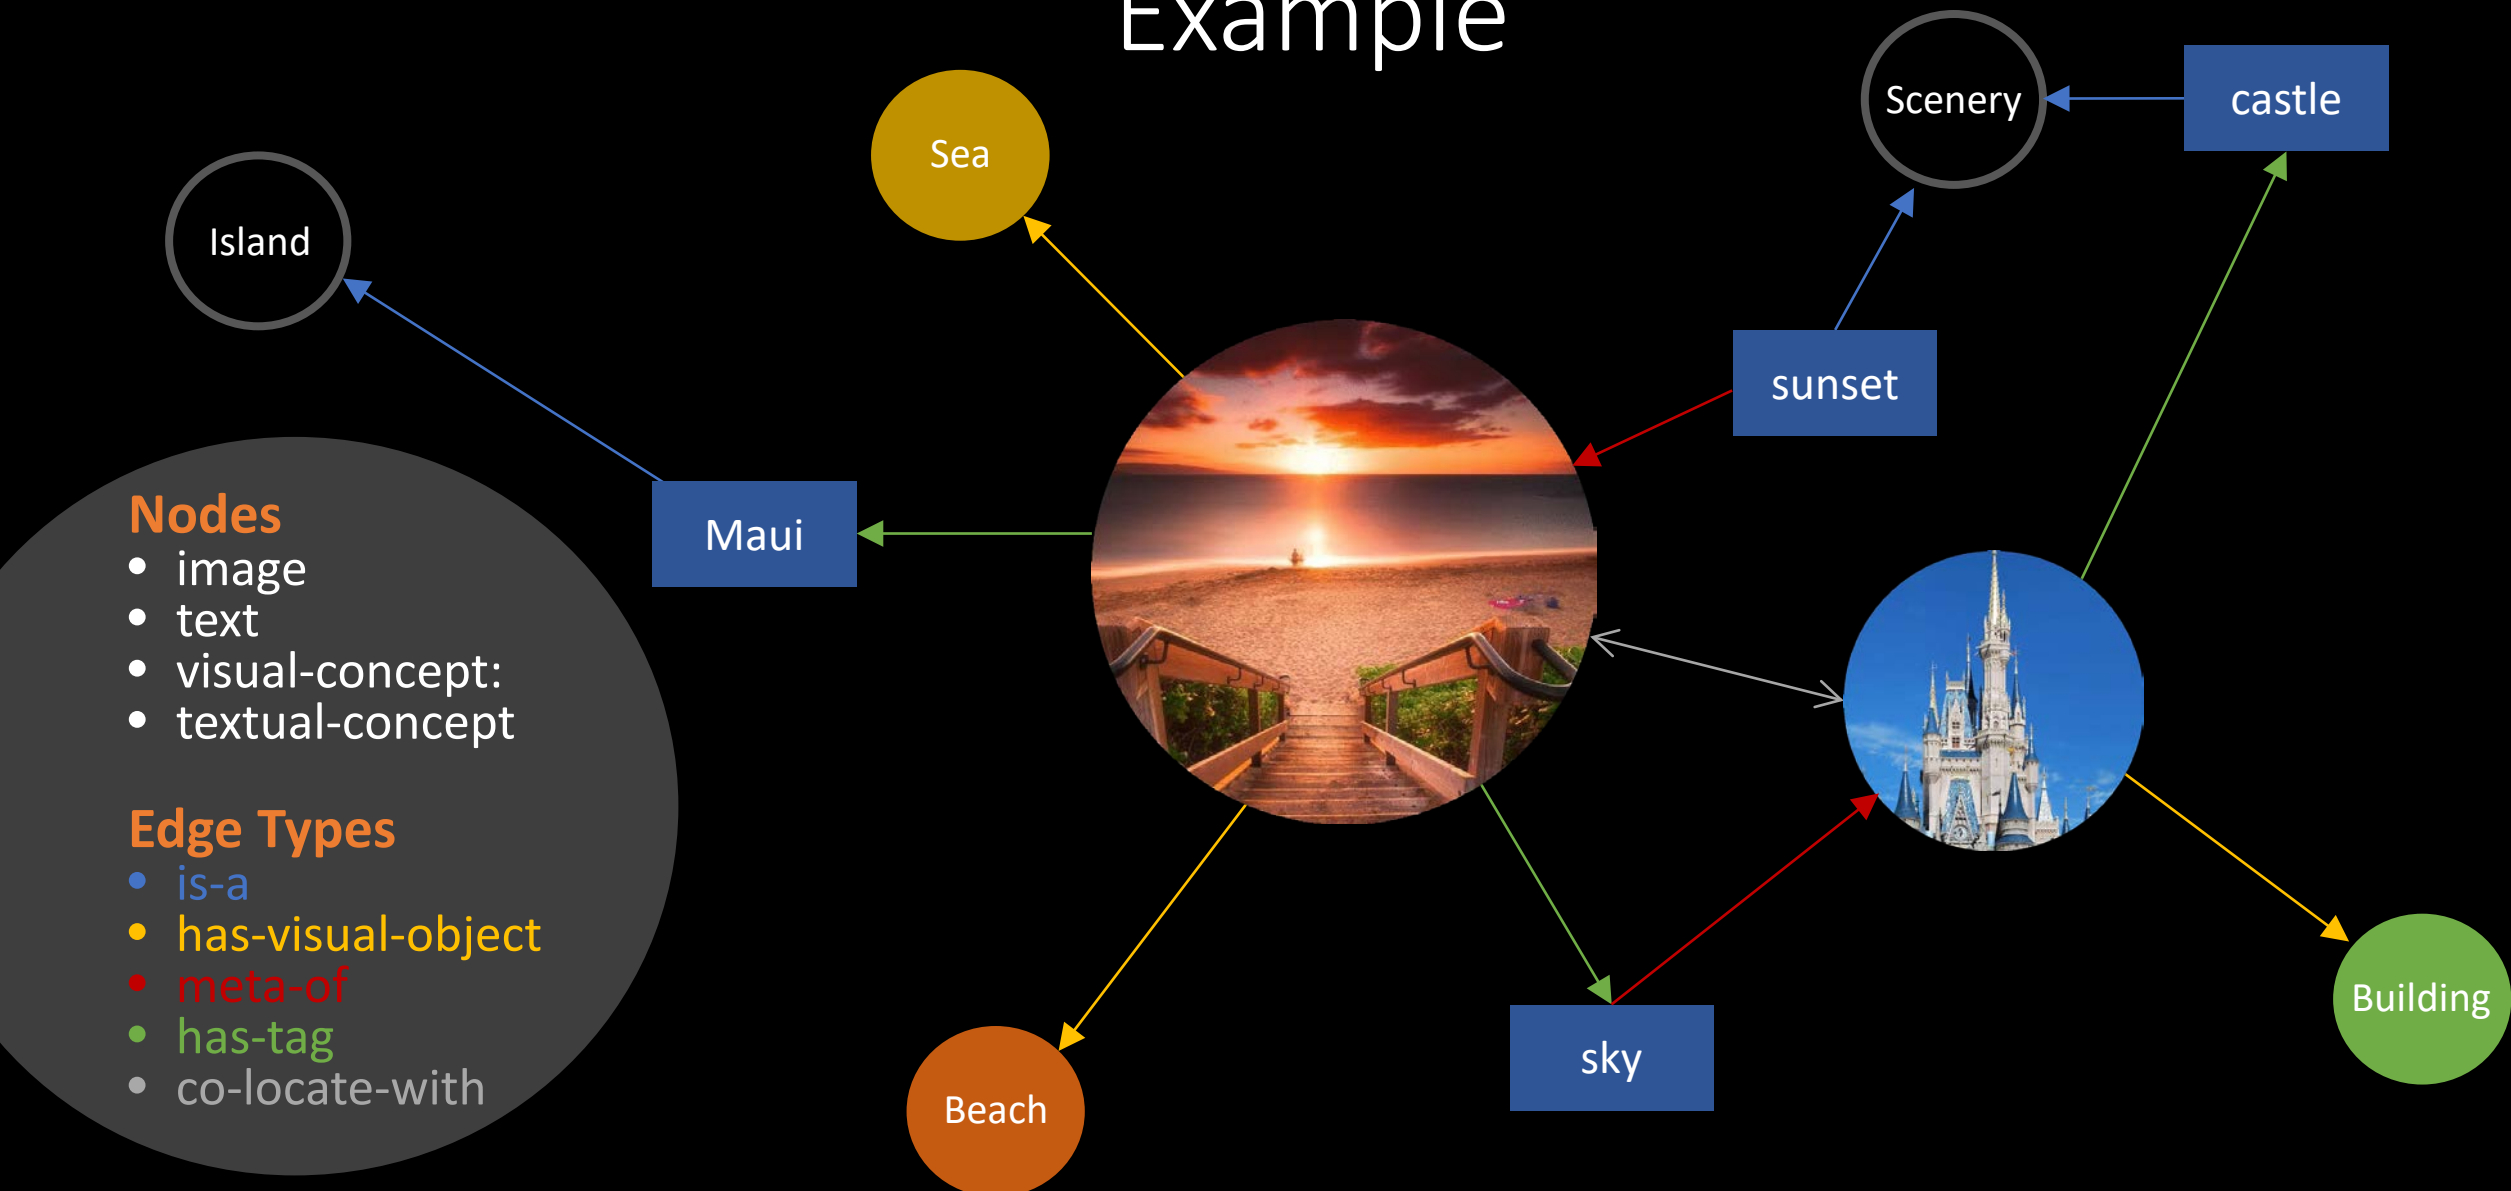 Example
Scenery
castle
Sea
Island
sunset
Maui
Nodes
• image
• text
• visual-concept:
• textual-concept
Edge Types
• is-a
• has-visual-object
• meta-of
• has-tag
• co-locate-with
Building
sky
Beach